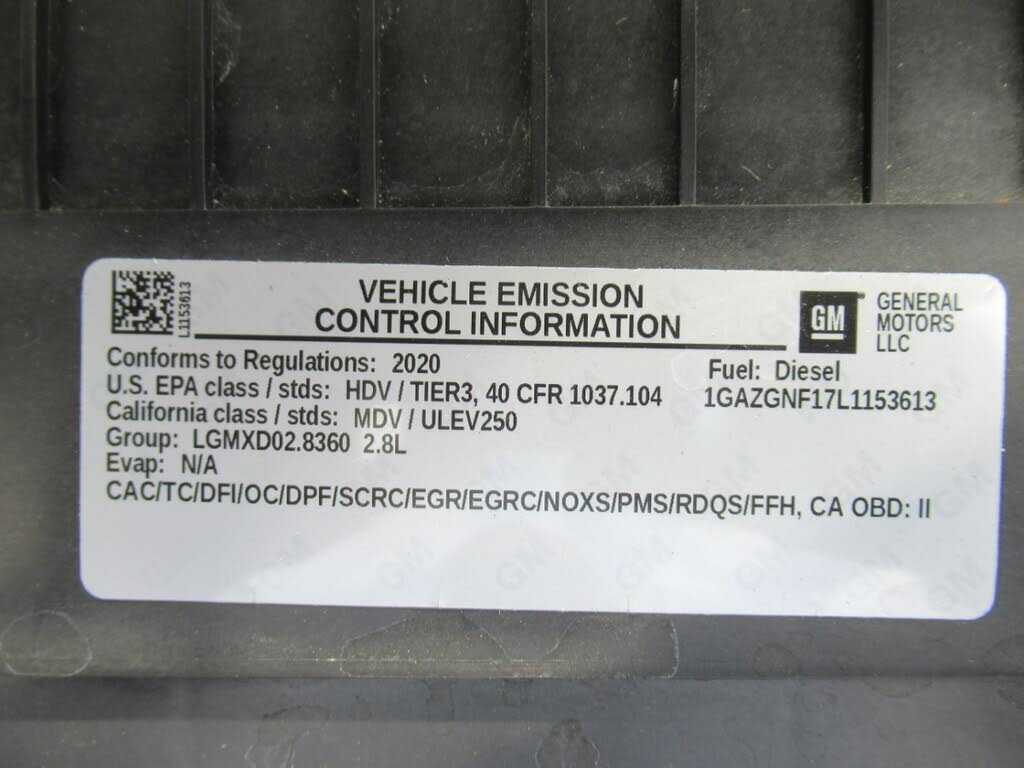 L1153613
VEHICLE EMISSION
CONTROL INFORMATION
GM
GENERAL
MOTORS
LLC
Conforms to Regulations: 2020
Fuel: Diesel
U.S. EPA class / stds: HDV / TIER3, 40 CFR 1037.104
1GAZGNF17L1153613
California class / stds: MDV / ULEV250
Group: LGMXD02.8360 2.8L
Evap: N/A
CAC/TC/DFI/OC/DPF/SCRC/EGR/EGRC/NOXS/PMS/RDQS/FFH, CA OBD: II